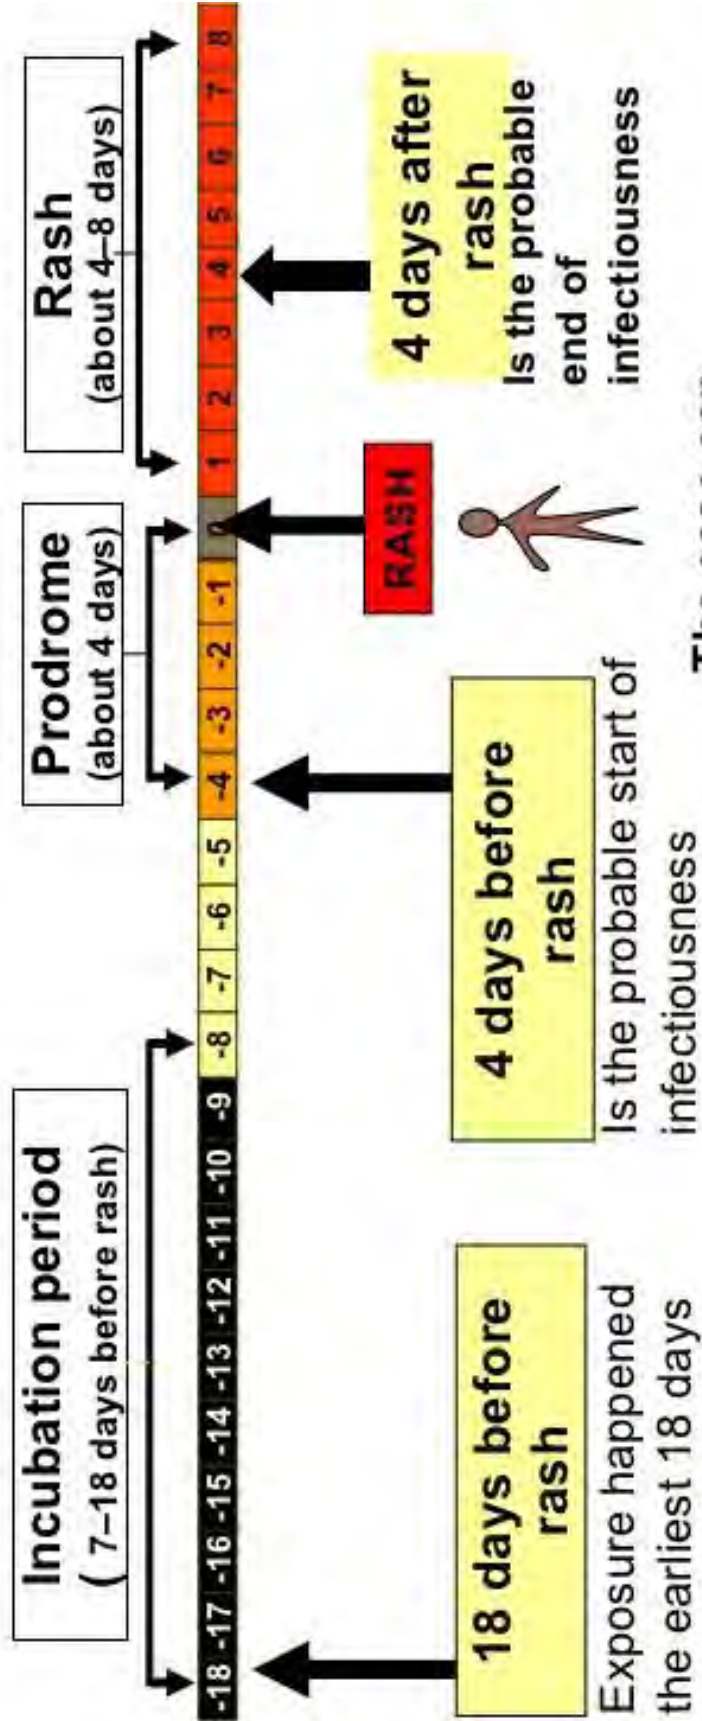 Incubation period
( 7–18 days before rash)
Prodrome
(about 4 days)
Rash
(about 4–8 days)
-18 -17 -16 -15 -14 -13 -12 -11 -10 -9 -8 -7 -6 -5 -4 -3 -2 -1 0 1 2 3 4 5 6 7 8
18 days before
rash
Exposure happened
the earliest 18 days
4 days before
rash
Is the probable start of
infectiousness
RASH
4 days after
rash
Is the probable
end of
infectiousness